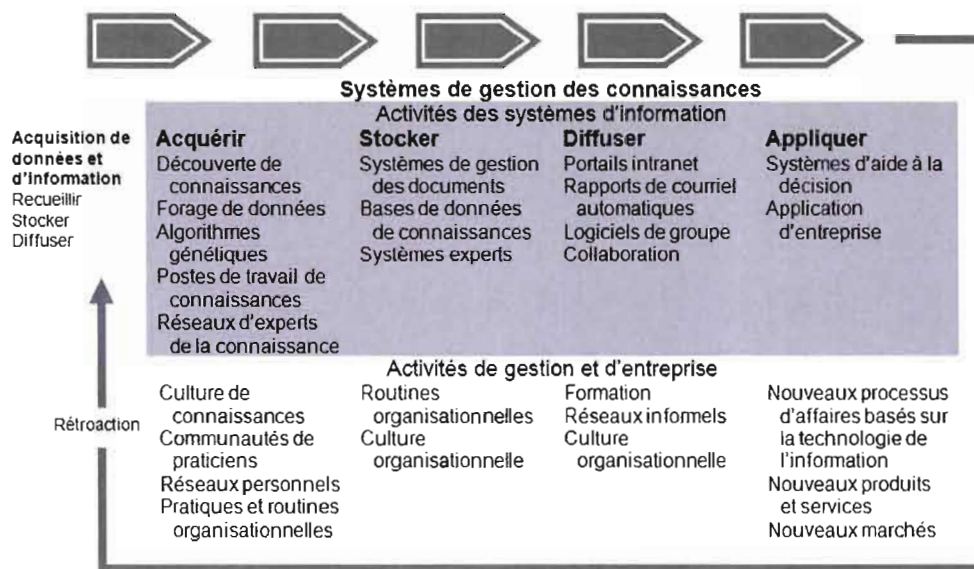 Systèmes de gestion des connaissances
Activités des systèmes d'information
Acquisition de
données et
d'information
Recueillir
Stocker
Diffuser
Acquérir
Découverte de
connaissances
Forage de données
Algorithmes
génétiques
Postes de travail de
connaissances
Réseaux d'experts
de la connaissance
Stocker
Systèmes de gestion
des documents
Bases de données
de connaissances
Systèmes experts
Diffuser
Portails intranet
Rapports de courriel
automatiques
Logiciels de groupe
Collaboration
Appliquer
Systèmes d'aide à la
décision
Application
d'entreprise
Activités de gestion et d'entreprise
Rétroaction
Culture de
connaissances
Communautés de
praticiens
Réseaux personnels
Pratiques et routines
organisationnelles
Routines
organisationnelles
Culture
organisationnelle
Formation
Réseaux informels
Culture
organisationnelle
Nouveaux processus
d'affaires basés sur
la technologie de
l'information
Nouveaux produits
et services
Nouveaux marchés